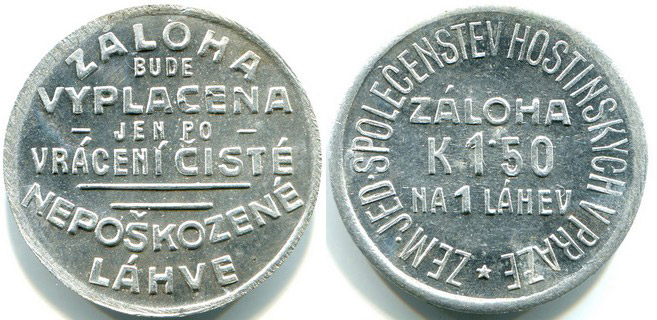 ZÁLOHA
BUDE
VYPLACENA
- JEN PO -
VRÁCENÍ ČISTÉ
NEPOŠKOZENÉ
LÁHVE
ZEM·JED·SPOLEČENSTEV HOSTINSKÝCH V PRAZE ★
ZÁLOHA
K 1·50
NA 1 LÁHEV